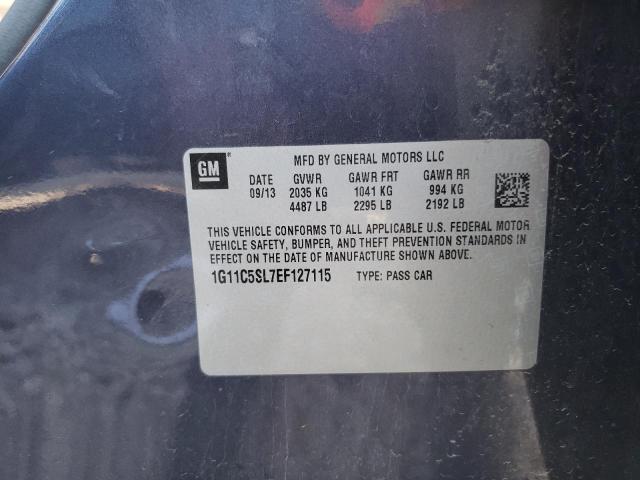 GM
MFD BY GENERAL MOTORS LLC
DATE GVWR GAWR FRT GAWR RR
09/13 2035 KG 1041 KG 994 KG
4487 LB 2295 LB 2192 LB
THIS VEHICLE CONFORMS TO ALL APPLICABLE U.S. FEDERAL MOTOR
VEHICLE SAFETY, BUMPER, AND THEFT PREVENTION STANDARDS IN
EFFECT ON THE DATE OF MANUFACTURE SHOWN ABOVE.
1G11C5SL7EF127115 TYPE: PASS CAR